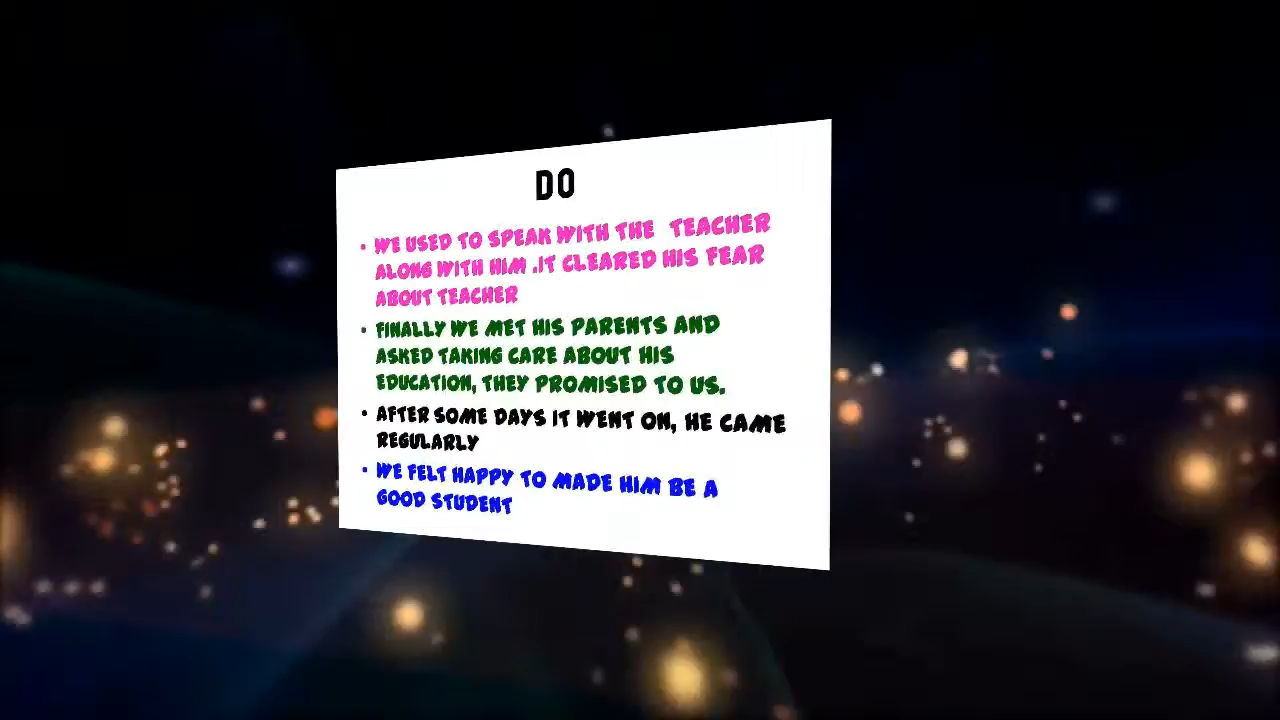 DO
• WE USED TO SPEAK WITH THE TEACHER
ALONG WITH HIM .IT CLEARED HIS FEAR
ABOUT TEACHER
• FINALLY WE MET HIS PARENTS AND
ASKED TAKING CARE ABOUT HIS
EDUCATION, THEY PROMISED TO US.
• AFTER SOME DAYS IT WENT ON, HE CAME
REGULARLY
• WE FELT HAPPY TO MADE HIM BE A
GOOD STUDENT